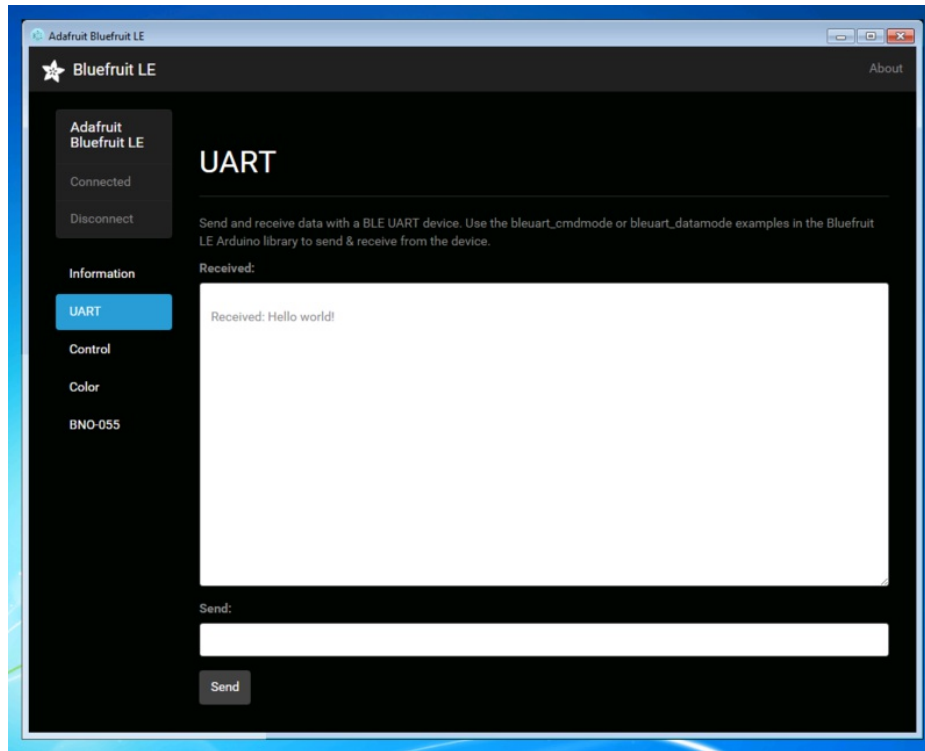 Adafruit Bluefruit LE
Bluefruit LE
About
Adafruit
Bluefruit LE
Connected
Disconnect
Information
UART
Control
Color
BNO-055
UART
Send and receive data with a BLE UART device. Use the bleuart_cmdmode or bleuart_datamode examples in the Bluefruit
LE Arduino library to send & receive from the device.
Received:
Received: Hello world!
Send:
Send